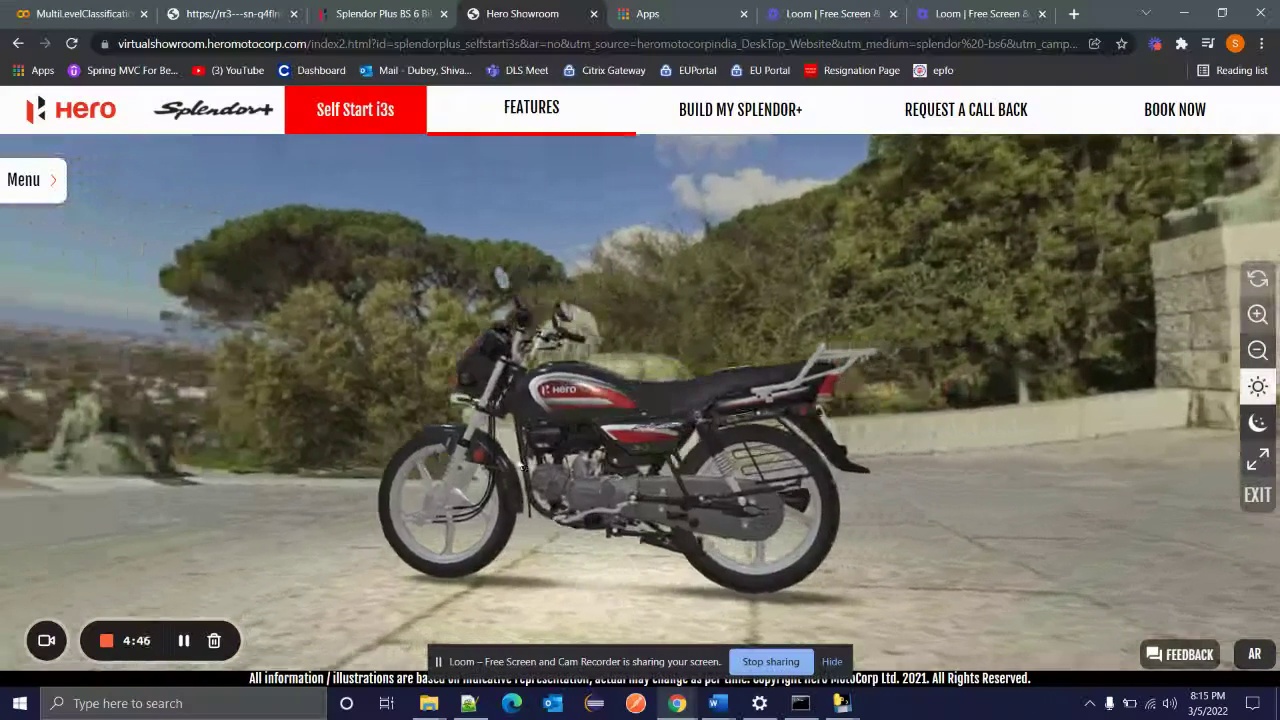 MultiLevelClassificati
https://rr3---sn-q4flrn
Splendor Plus BS 6 Bi
Hero Showroom
Apps
Loom | Free Screen &
Loom | Free Screen &
virtualshowroom.heromotocorp.com/index2.html?id=splendorplus_selfstarti3s&ar=no&utm_source=heromotocorpindia_DeskTop_Website&utm_medium=splendor%20-bs6&utm_camp...
Apps
Spring MVC For Be...
(3) YouTube
Dashboard
Mail - Dubey, Shiva...
DLS Meet
Citrix Gateway
EUPortal
EU Portal
Resignation Page
epfo
Reading list
Hero
Splendor+
Self Start i3s
FEATURES
BUILD MY SPLENDOR+
REQUEST A CALL BACK
BOOK NOW
Menu
Hero
EXIT
4:46
Loom – Free Screen and Cam Recorder is sharing your screen.
Stop sharing
Hide
FEEDBACK
AR
All information / illustrations are based on indicative representation, actual may change as per time. Copyright Hero MotoCorp Ltd. 2021. All Rights Reserved.
Type here to search
8:15 PM
3/5/2022